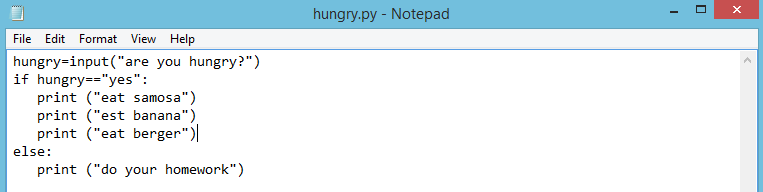 hungry.py - Notepad
File Edit Format View Help
hungry=input("are you hungry?")
if hungry=="yes":
   print ("eat samosa")
   print ("est banana")
   print ("eat berger")
else:
   print ("do your homework")